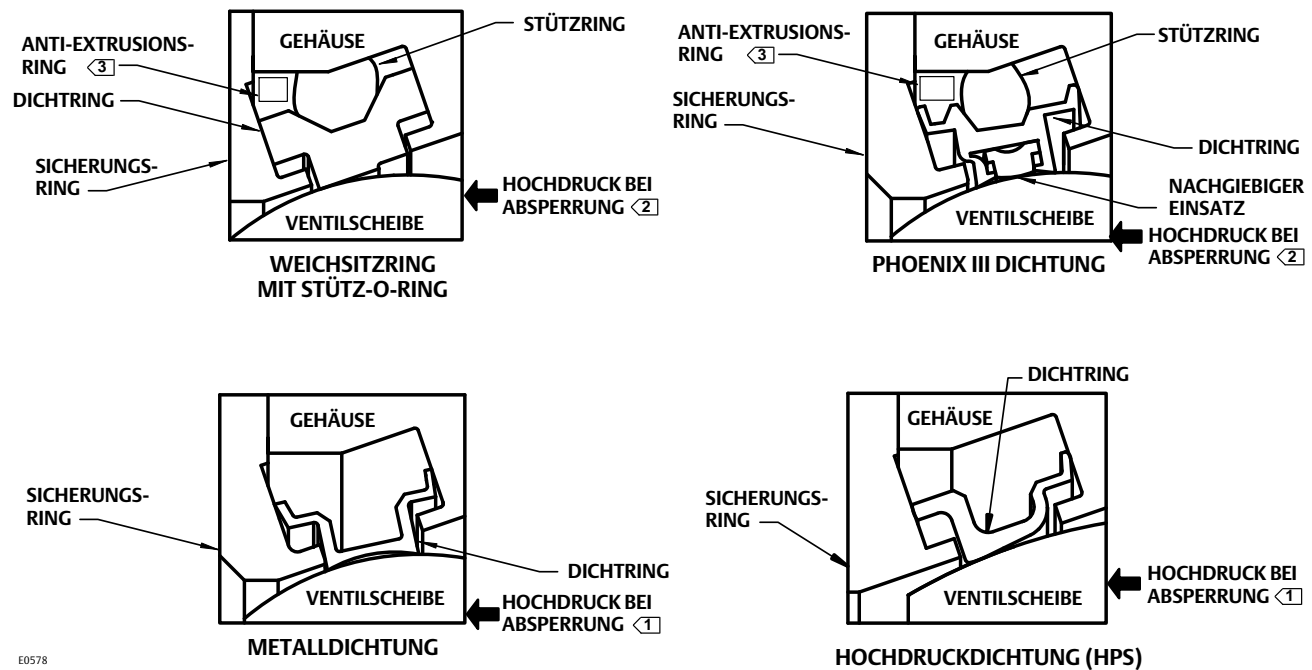 ANTI-EXTRUSIONS-
RING 3
DICHTRING
SICHERUNGS-
RING
GEHÄUSE
STÜTZRING
VENTILSCHEIBE
HOCHDRUCK BEI
ABSPERRUNG 2
WEICHSITZRING
MIT STÜTZ-O-RING
ANTI-EXTRUSIONS-
RING 3
SICHERUNGS-
RING
GEHÄUSE
STÜTZRING
DICHTRING
NACHGIEBIGER
EINSATZ
VENTILSCHEIBE
HOCHDRUCK BEI
ABSPERRUNG 2
PHOENIX III DICHTUNG
GEHÄUSE
SICHERUNGS-
RING
DICHTRING
VENTILSCHEIBE
HOCHDRUCK BEI
ABSPERRUNG 1
METALLDICHTUNG
DICHTRING
GEHÄUSE
SICHERUNGS-
RING
VENTILSCHEIBE
HOCHDRUCK BEI
ABSPERRUNG 1
HOCHDRUCKDICHTUNG (HPS)
E0578